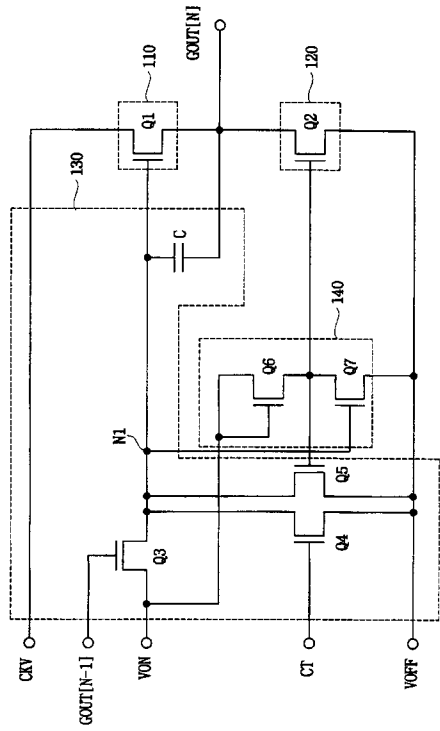 GOUT[N]
110
120
130
Q1
Q2
C
140
Q6
Q7
N1
Q5
Q3
Q4
CKV
GOUT[N-1]
VON
CT
VOFF